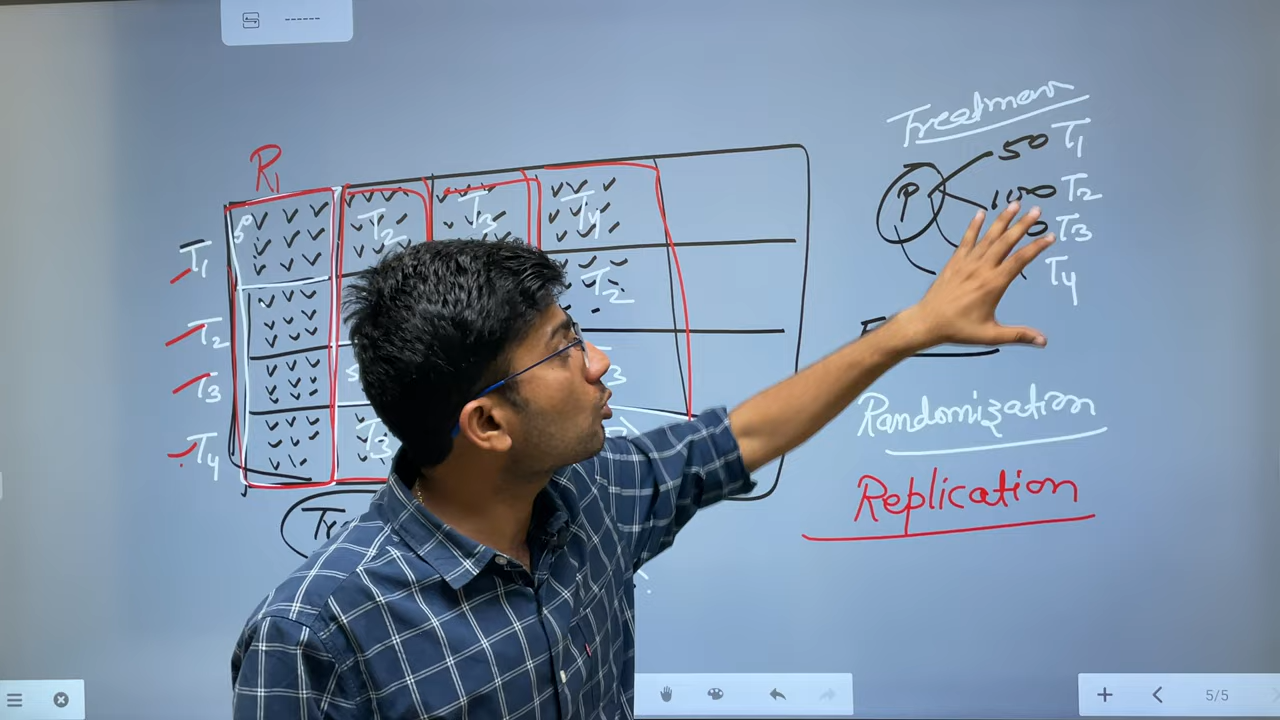 ------
Treatment
R1
50 T1
P 100 T2
T3
T4
50
T1
T2 T3 T4
T2
T2
T3
T3
T4
Randomization
Replication
5/5